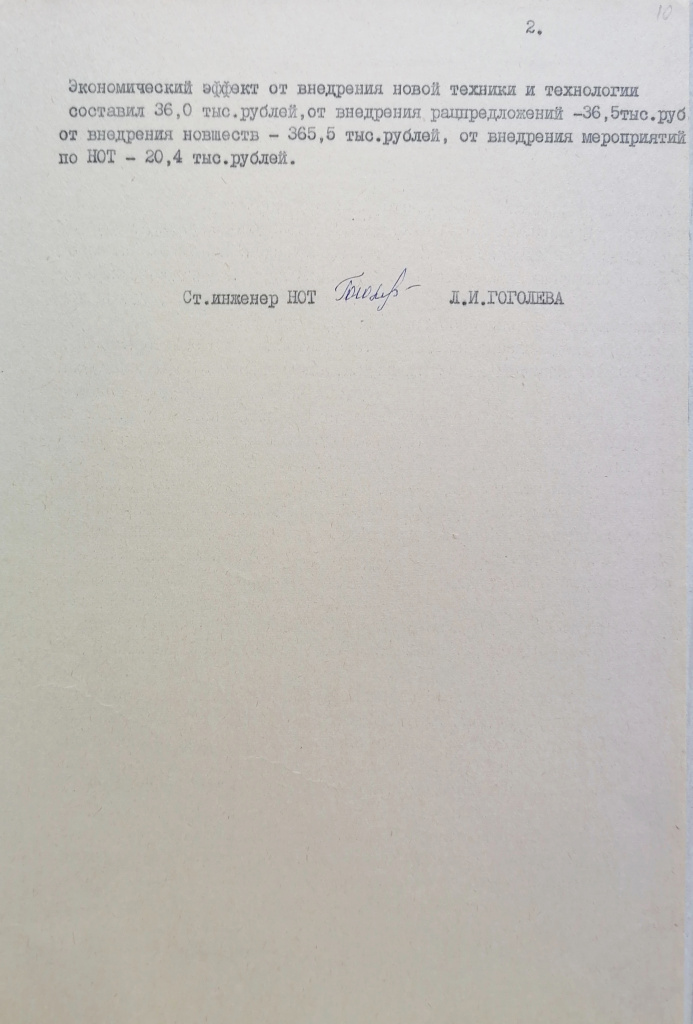 10
2.
Экономический эффект от внедрения новой техники и технологии
составил 36,0 тыс.рублей,от внедрения рацпредложений -36,5тыс.руб
от внедрения новшеств - 365,5 тыс.рублей, от внедрения мероприятий
по НОТ - 20,4 тыс.рублей.
Ст.инженер НОТ Л.И.ГОГОЛЕВА